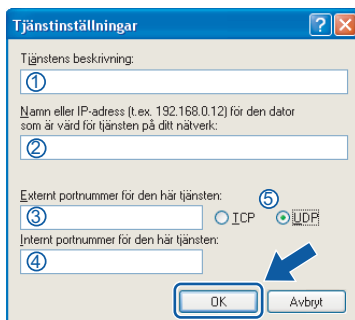 Tjänstinställningar
Tjänstens beskrivning:
①
Namn eller IP-adress (t.ex. 192.168.0.12) för den dator
som är värd för tjänsten på ditt nätverk:
②
Externt portnummer för den här tjänsten:
③
⑤
TCP
UDP
Internt portnummer för den här tjänsten:
④
OK
Avbryt